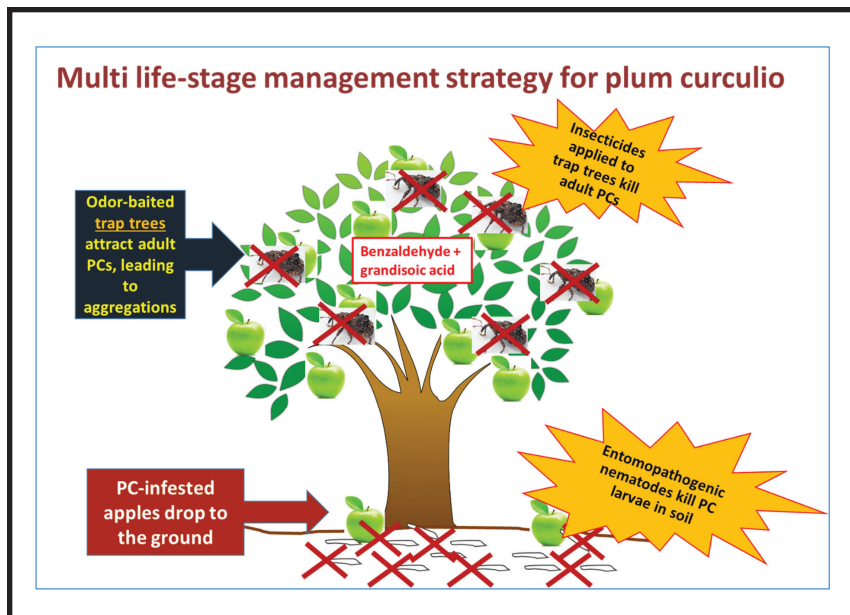 Multi life-stage management strategy for plum curculio
Insecticides
applied to
trap trees kill
adult PCs
Odor-baited
trap trees
attract adult
PCs, leading
to
aggregations
Benzaldehyde +
grandisoic acid
PC-infested
apples drop to
the ground
Entomopathogenic
nematodes kill PC
larvae in soil